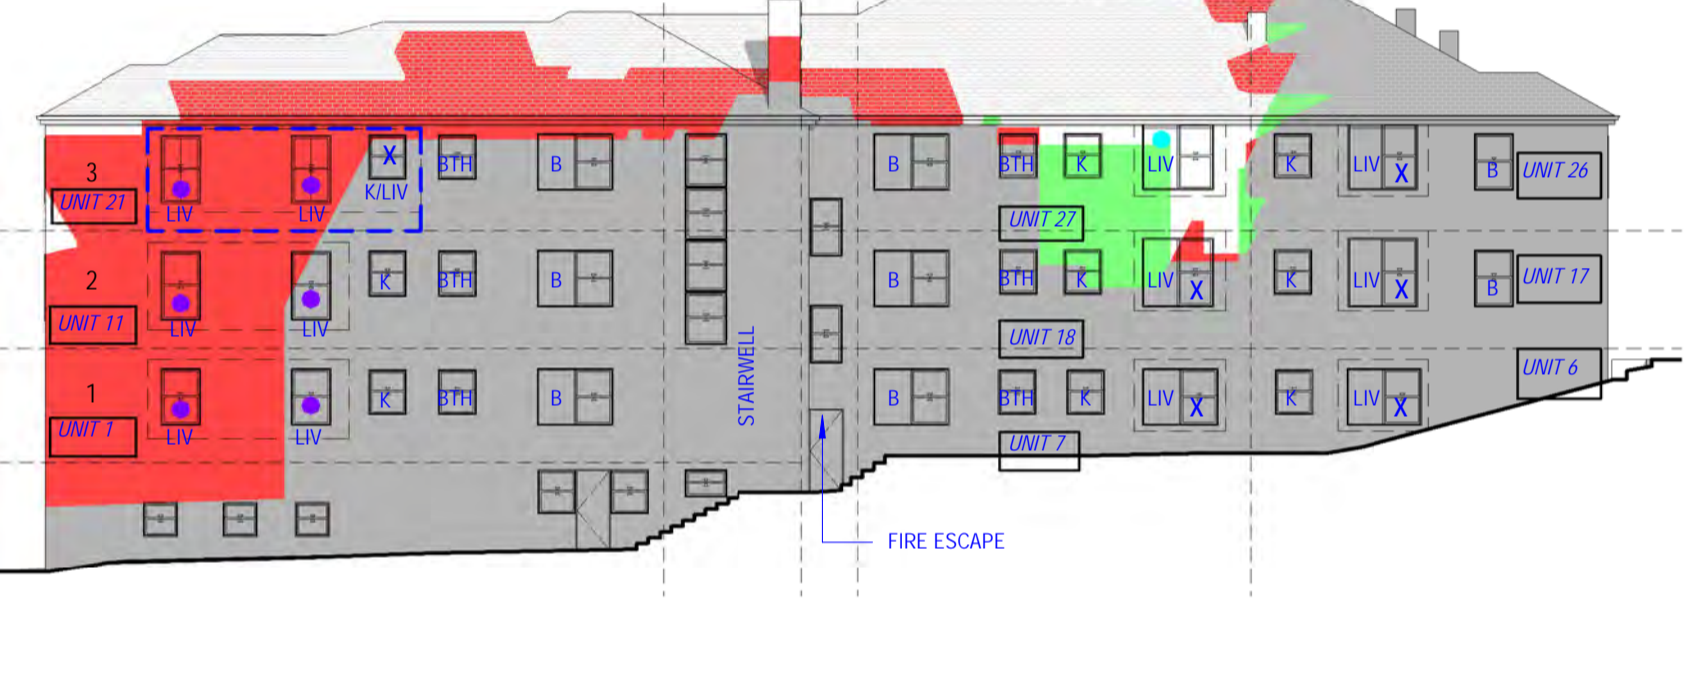 3
UNIT 21
LIV
LIV
X
K/LIV
BTH
B
B
BTH
K
LIV
K
LIV
X
B
UNIT 26
UNIT 27
2
UNIT 11
LIV
LIV
K
BTH
B
B
BTH
K
LIV
X
K
LIV
X
B
UNIT 17
UNIT 18
STAIRWELL
1
UNIT 1
LIV
LIV
K
BTH
B
B
BTH
K
LIV
X
K
LIV
X
UNIT 6
UNIT 7
FIRE ESCAPE